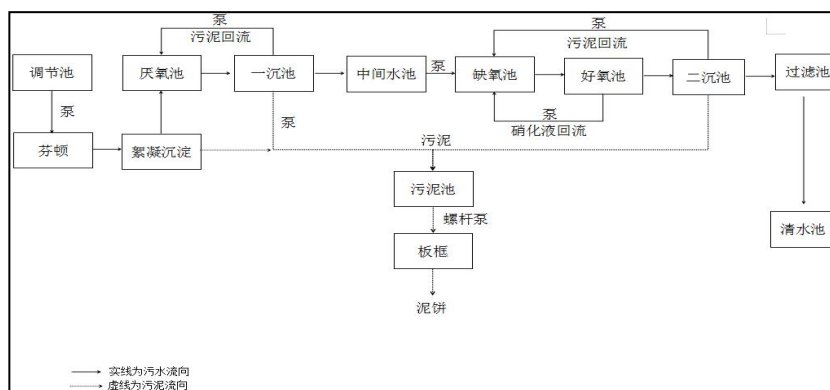 泵
污泥回流
泵
污泥回流
调节池
厌氧池
一沉池
中间水池
泵
缺氧池
好氧池
二沉池
过滤池
泵
泵
泵
硝化液回流
芬顿
絮凝沉淀
污泥
污泥池
螺杆泵
清水池
板框
泥饼
实线为污水流向
虚线为污泥流向